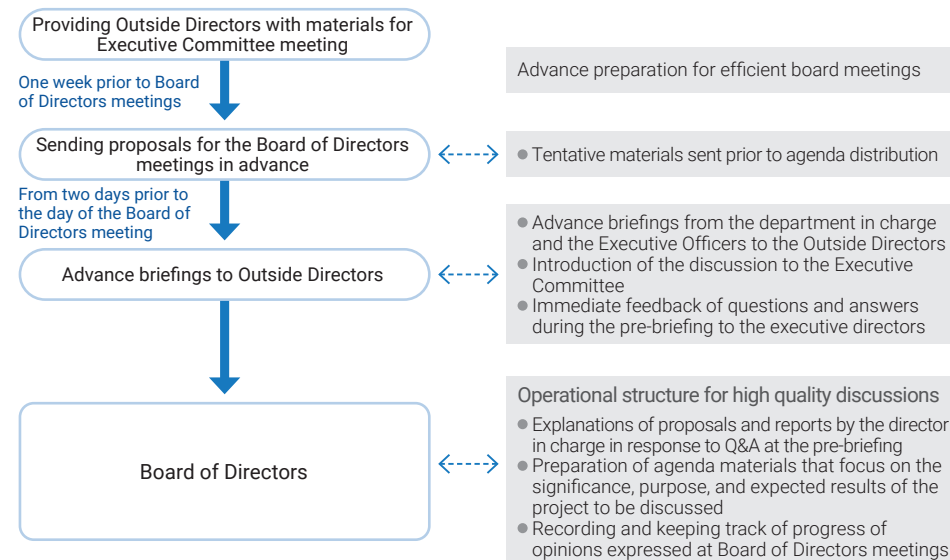 Providing Outside Directors with materials for
Executive Committee meeting
One week prior to Board
of Directors meetings
Advance preparation for efficient board meetings
Sending proposals for the Board of Directors
meetings in advance
● Tentative materials sent prior to agenda distribution
From two days prior to
the day of the Board of
Directors meeting
Advance briefings to Outside Directors
● Advance briefings from the department in charge
and the Executive Officers to the Outside Directors
● Introduction of the discussion to the Executive
Committee
● Immediate feedback of questions and answers
during the pre-briefing to the executive directors
Board of Directors
Operational structure for high quality discussions
● Explanations of proposals and reports by the director
in charge in response to Q&A at the pre-briefing
● Preparation of agenda materials that focus on the
significance, purpose, and expected results of the
project to be discussed
● Recording and keeping track of progress of
opinions expressed at Board of Directors meetings